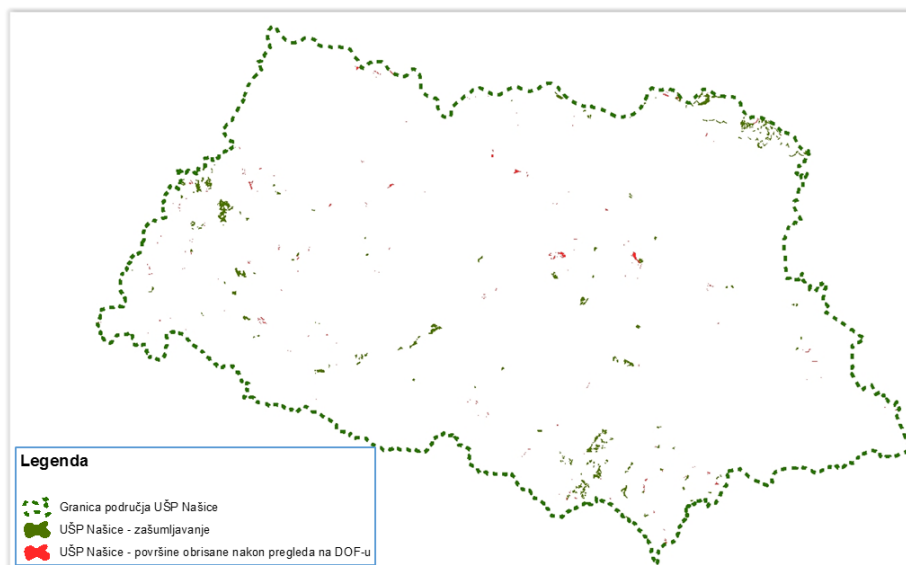 Legenda
Granica područja UŠP Našice
UŠP Našice - zašumljavanje
UŠP Našice - površine obrisane nakon pregleda na DOF-u